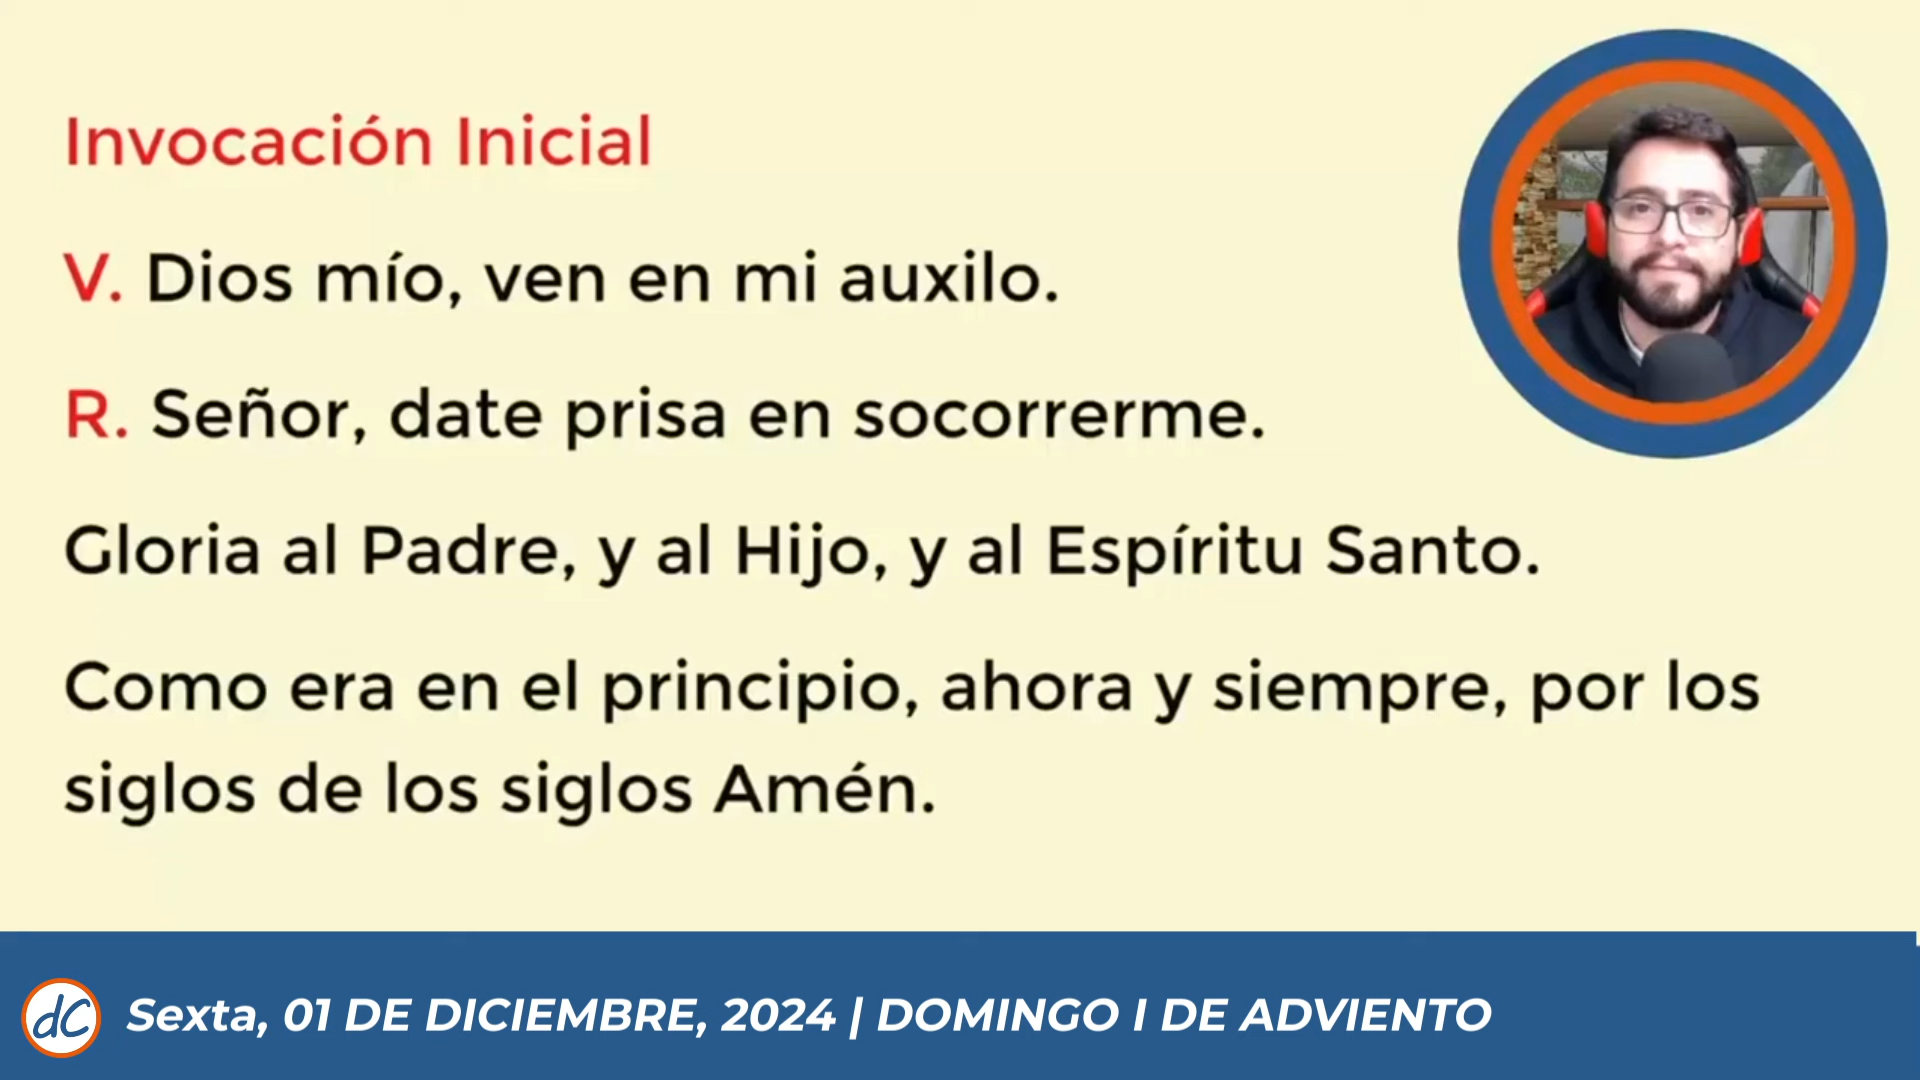 Invocación Inicial
V. Dios mío, ven en mi auxilo.
R. Señor, date prisa en socorrerme.
Gloria al Padre, y al Hijo, y al Espíritu Santo.
Como era en el principio, ahora y siempre, por los
siglos de los siglos Amén.
dC
Sexta, 01 DE DICIEMBRE, 2024 | DOMINGO I DE ADVIENTO